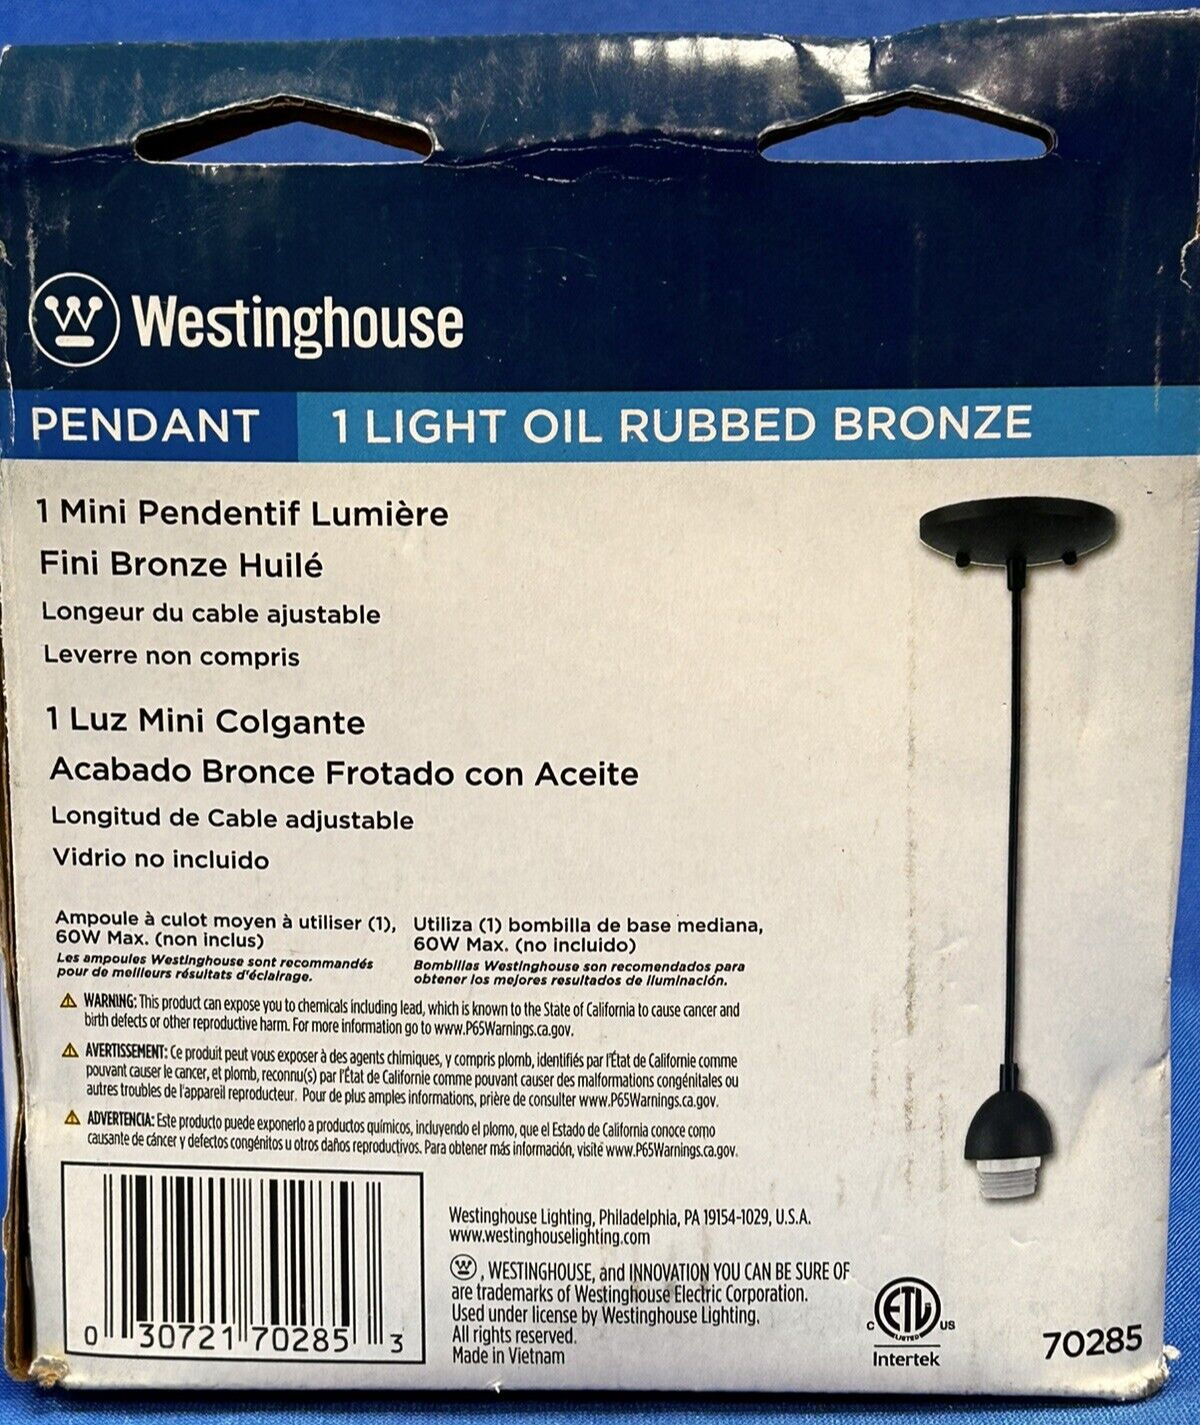 Westinghouse
PENDANT 1 LIGHT OIL RUBBED BRONZE
1 Mini Pendentif Lumière
Fini Bronze Huilé
Longeur du cable ajustable
Leverre non compris
1 Luz Mini Colgante
Acabado Bronce Frotado con Aceite
Longitud de Cable adjustable
Vidrio no incluido
Ampoule à culot moyen à utiliser (1),
60W Max. (non inclus)
Les ampoules Westinghouse sont recommandés
pour de meilleurs résultats d'éclairage.
Utiliza (1) bombilla de base mediana,
60W Max. (no incluido)
Bombillas Westinghouse son recomendados para
obtener los mejores resultados de iluminación.
⚠ WARNING: This product can expose you to chemicals including lead, which is known to the State of California to cause cancer and
birth defects or other reproductive harm. For more information go to www.P65Warnings.ca.gov.
⚠ AVERTISSEMENT: Ce produit peut vous exposer à des agents chimiques, y compris plomb, identifiés par l'État de Californie comme
pouvant causer le cancer, et plomb, reconnu(s) par l'État de Californie comme pouvant causer des malformations congénitales ou
autres troubles de l'appareil reproducteur. Pour de plus amples informations, prière de consulter www.P65Warnings.ca.gov.
⚠ ADVERTENCIA: Este producto puede exponerlo a productos químicos, incluyendo el plomo, que el Estado de California conoce como
causante de cáncer y defectos congénitos u otros daños reproductivos. Para obtener más información, visité www.P65Warnings.ca.gov.
0 30721 70285 3
Westinghouse Lighting, Philadelphia, PA 19154-1029, U.S.A.
www.westinghouselighting.com
W, WESTINGHOUSE, and INNOVATION YOU CAN BE SURE OF
are trademarks of Westinghouse Electric Corporation.
Used under license by Westinghouse Lighting.
All rights reserved.
Made in Vietnam
ETL
C US
LISTED
Intertek
70285